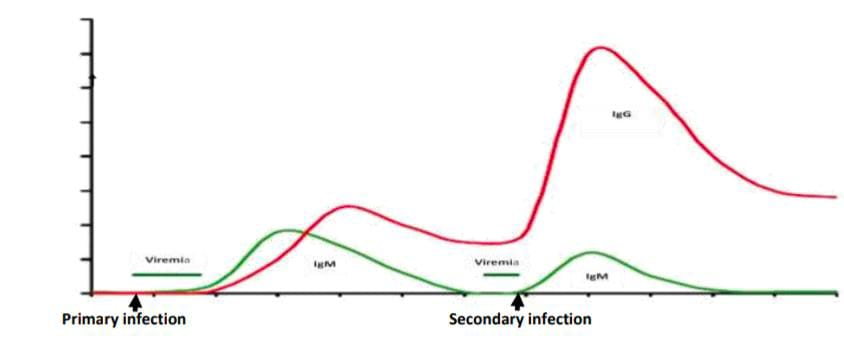 IgG
Viremia
IgM
Viremia
IgM
Primary infection
Secondary infection